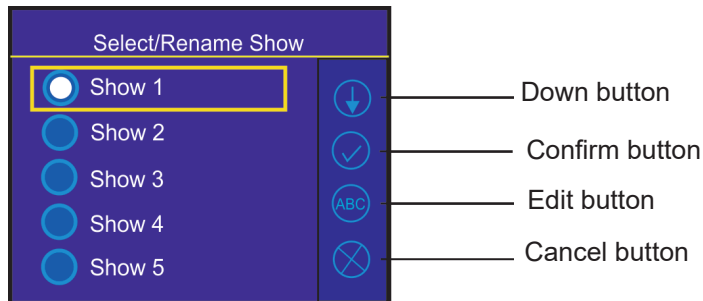 Select/Rename Show
Show 1
Show 2
Show 3
Show 4
Show 5
ABC
Down button
Confirm button
Edit button
Cancel button